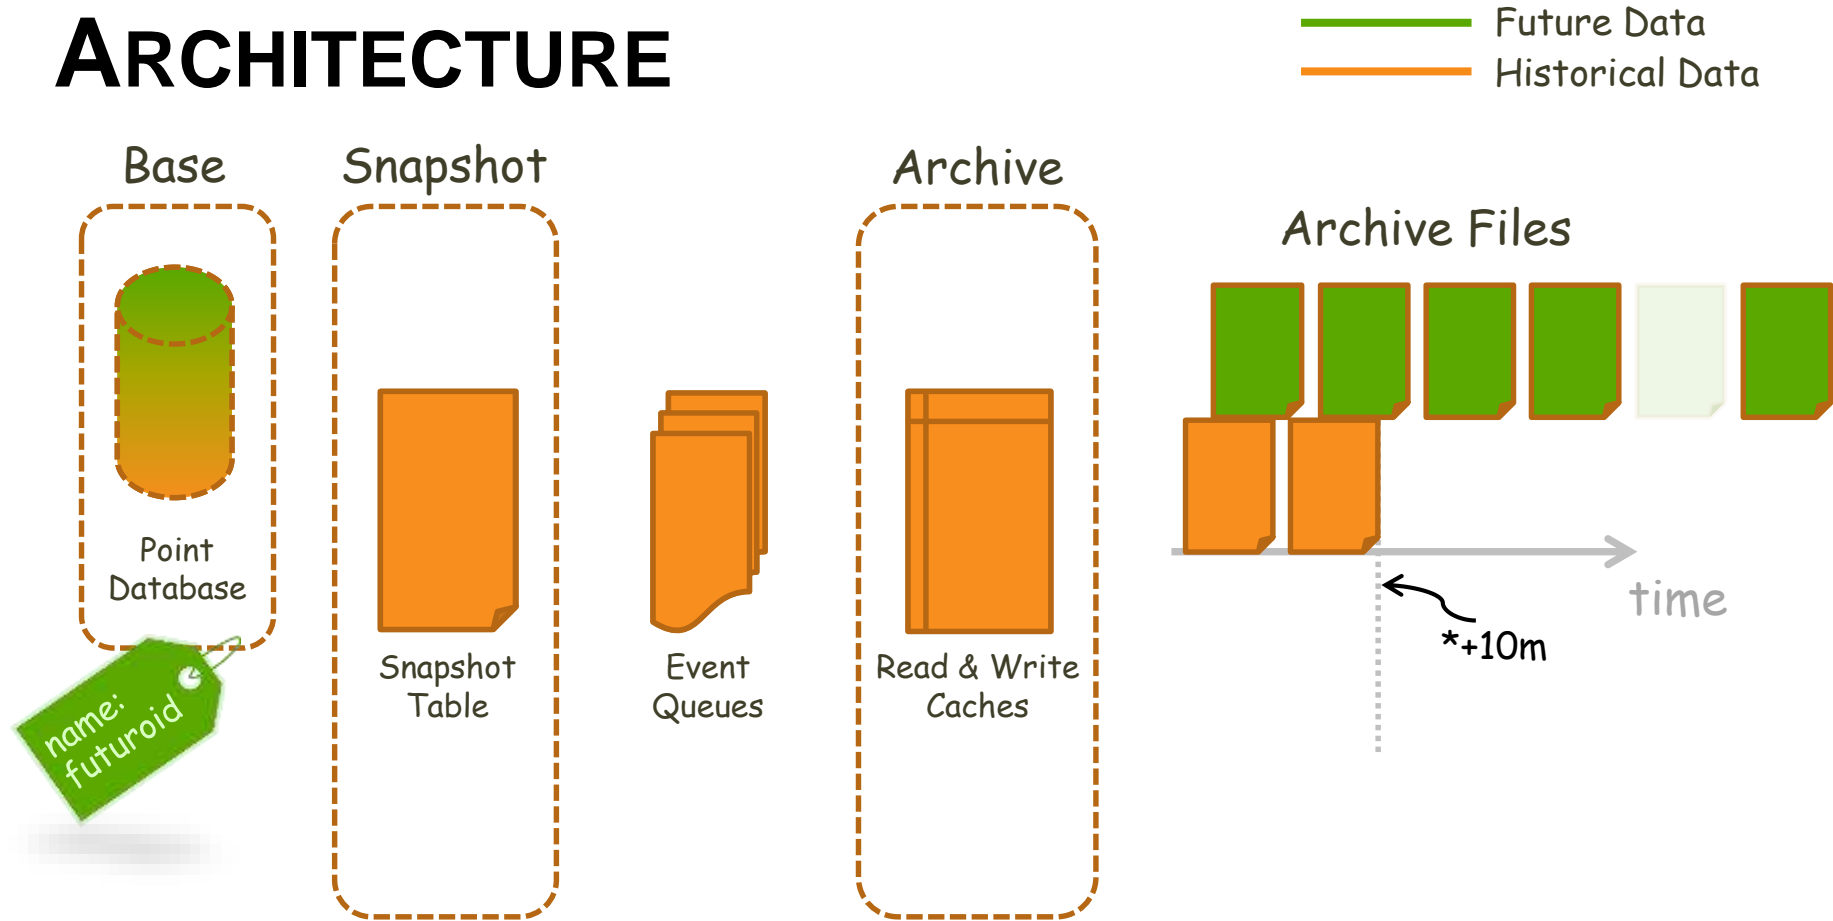 ARCHITECTURE
Future Data
Historical Data
Base
Snapshot
Archive
Archive Files
Point
Database
name:
futuroid
Snapshot
Table
Event
Queues
Read & Write
Caches
time
*+10m